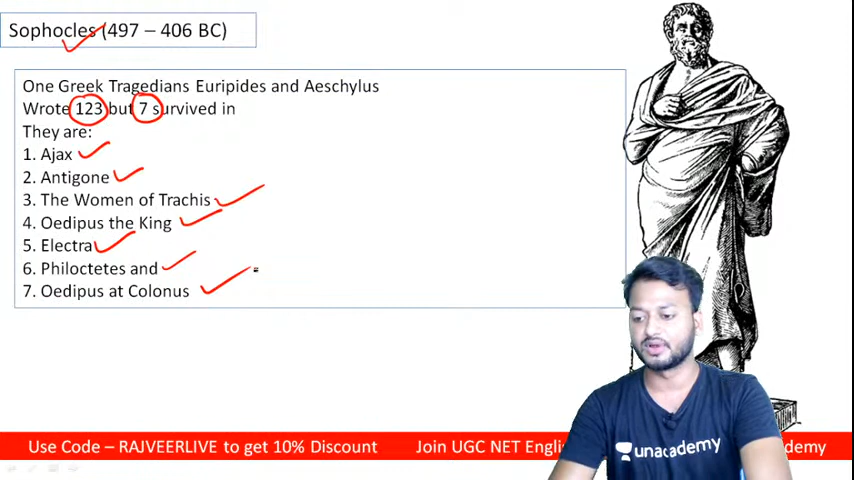 Sophocles (497 – 406 BC)
One Greek Tragedians Euripides and Aeschylus
Wrote 123 but 7 survived in
They are:
1. Ajax
2. Antigone
3. The Women of Trachis
4. Oedipus the King
5. Electra
6. Philoctetes and
7. Oedipus at Colonus
Use Code – RAJVEERLIVE to get 10% Discount
Join UGC NET
unacademy